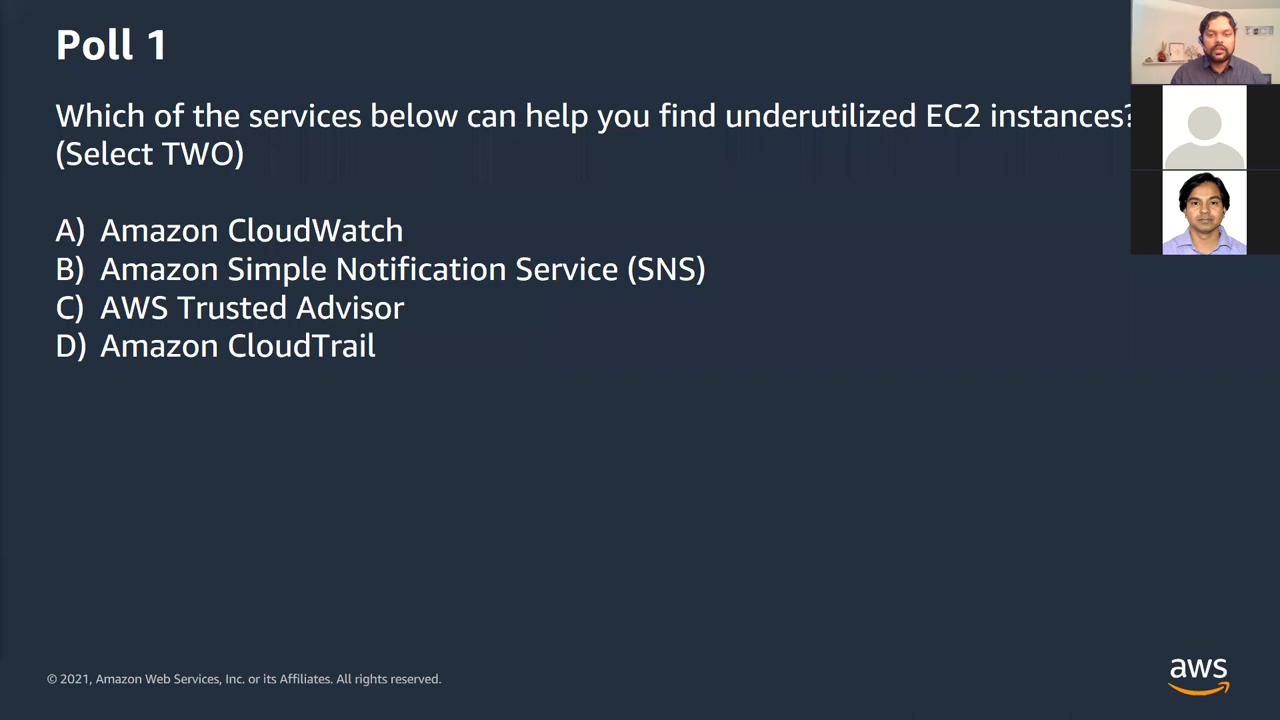 Poll 1
Which of the services below can help you find underutilized EC2 instances?
(Select TWO)
A) Amazon CloudWatch
B) Amazon Simple Notification Service (SNS)
C) AWS Trusted Advisor
D) Amazon CloudTrail
© 2021, Amazon Web Services, Inc. or its Affiliates. All rights reserved.
aws